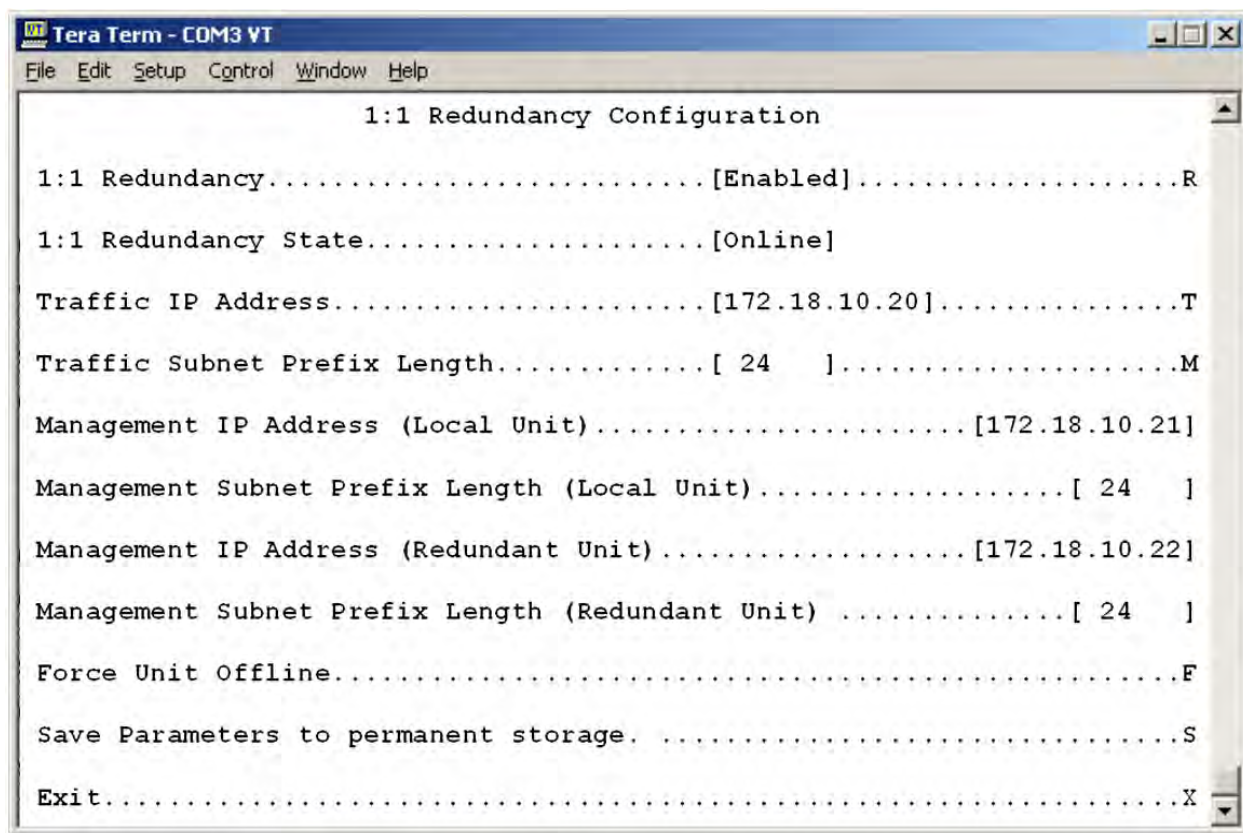 Tera Term - COM3 VT
File Edit Setup Control Window Help
1:1 Redundancy Configuration
1:1 Redundancy...........................[Enabled]....................R
1:1 Redundancy State.....................[Online]
Traffic IP Address.......................[172.18.10.20]...............T
Traffic Subnet Prefix Length.............[ 24   ].....................M
Management IP Address (Local Unit).......................[172.18.10.21]
Management Subnet Prefix Length (Local Unit)...................[ 24   ]
Management IP Address (Redundant Unit)...................[172.18.10.22]
Management Subnet Prefix Length (Redundant Unit) ..............[ 24   ]
Force Unit Offline....................................................F
Save Parameters to permanent storage. ................................S
Exit..................................................................X